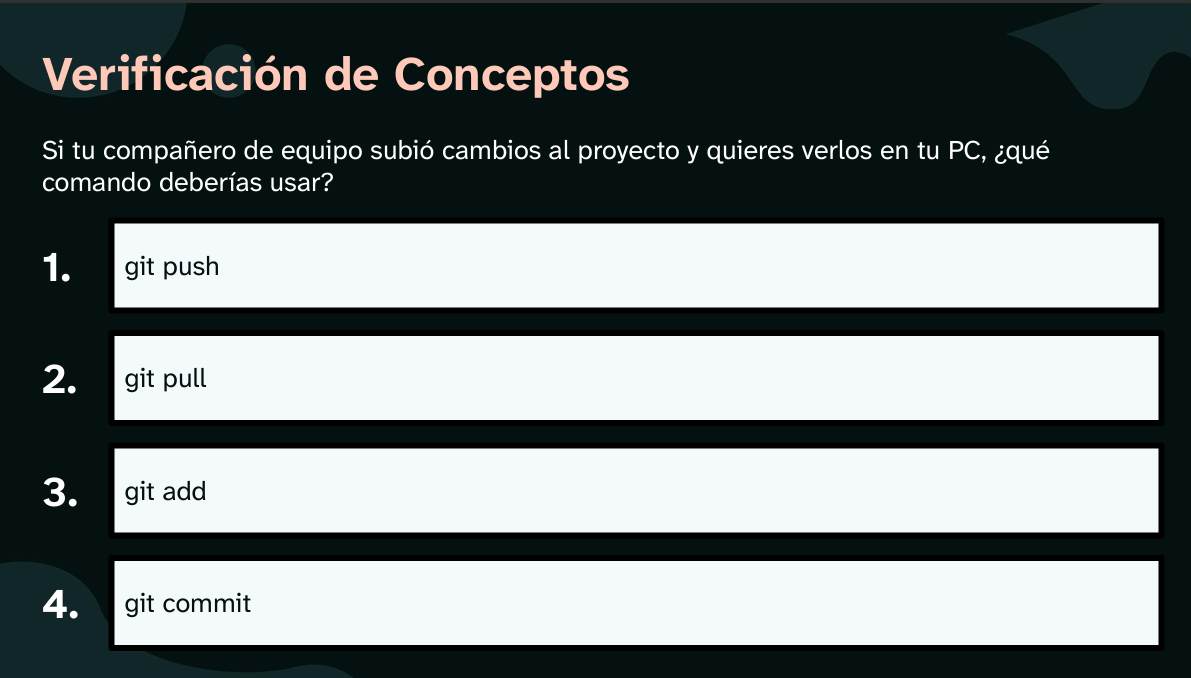 Verificación de Conceptos
Si tu compañero de equipo subió cambios al proyecto y quieres verlos en tu PC, ¿qué
comando deberías usar?
1. git push
2. git pull
3. git add
4. git commit